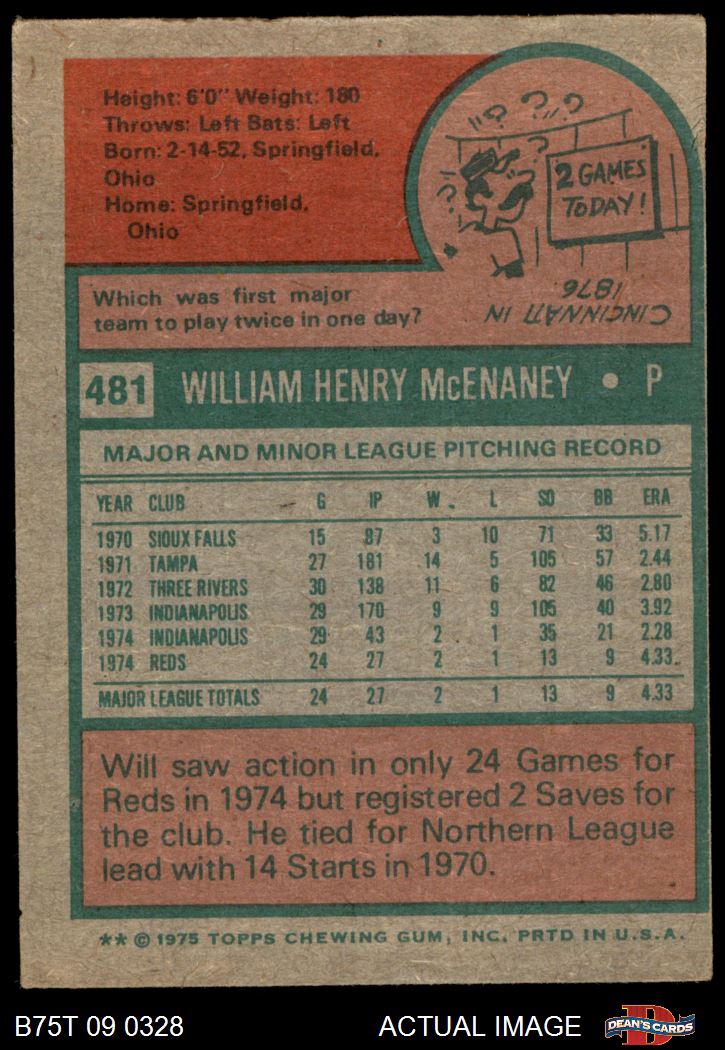 Height: 6'0" Weight: 180
Throws: Left Bats: Left
Born: 2-14-52, Springfield,
Ohio
Home: Springfield,
Ohio
? ? ? ? ?
2 GAMES
TODAY!
Which was first major
team to play twice in one day?
CINCINNATI IN
1876
481 WILLIAM HENRY McENANEY • P
MAJOR AND MINOR LEAGUE PITCHING RECORD
YEAR CLUB G IP W L SO BB ERA
1970 SIOUX FALLS 15 87 3 10 71 33 5.17
1971 TAMPA 27 181 14 5 105 57 2.44
1972 THREE RIVERS 30 138 11 6 82 46 2.80
1973 INDIANAPOLIS 29 170 9 9 105 40 3.92
1974 INDIANAPOLIS 29 43 2 1 35 21 2.28
1974 REDS 24 27 2 1 13 9 4.33
MAJOR LEAGUE TOTALS 24 27 2 1 13 9 4.33
Will saw action in only 24 Games for
Reds in 1974 but registered 2 Saves for
the club. He tied for Northern League
lead with 14 Starts in 1970.
** © 1975 TOPPS CHEWING GUM, INC. PRTD IN U.S.A.
B75T 09 0328 ACTUAL IMAGE
D
DEAN'S CARDS